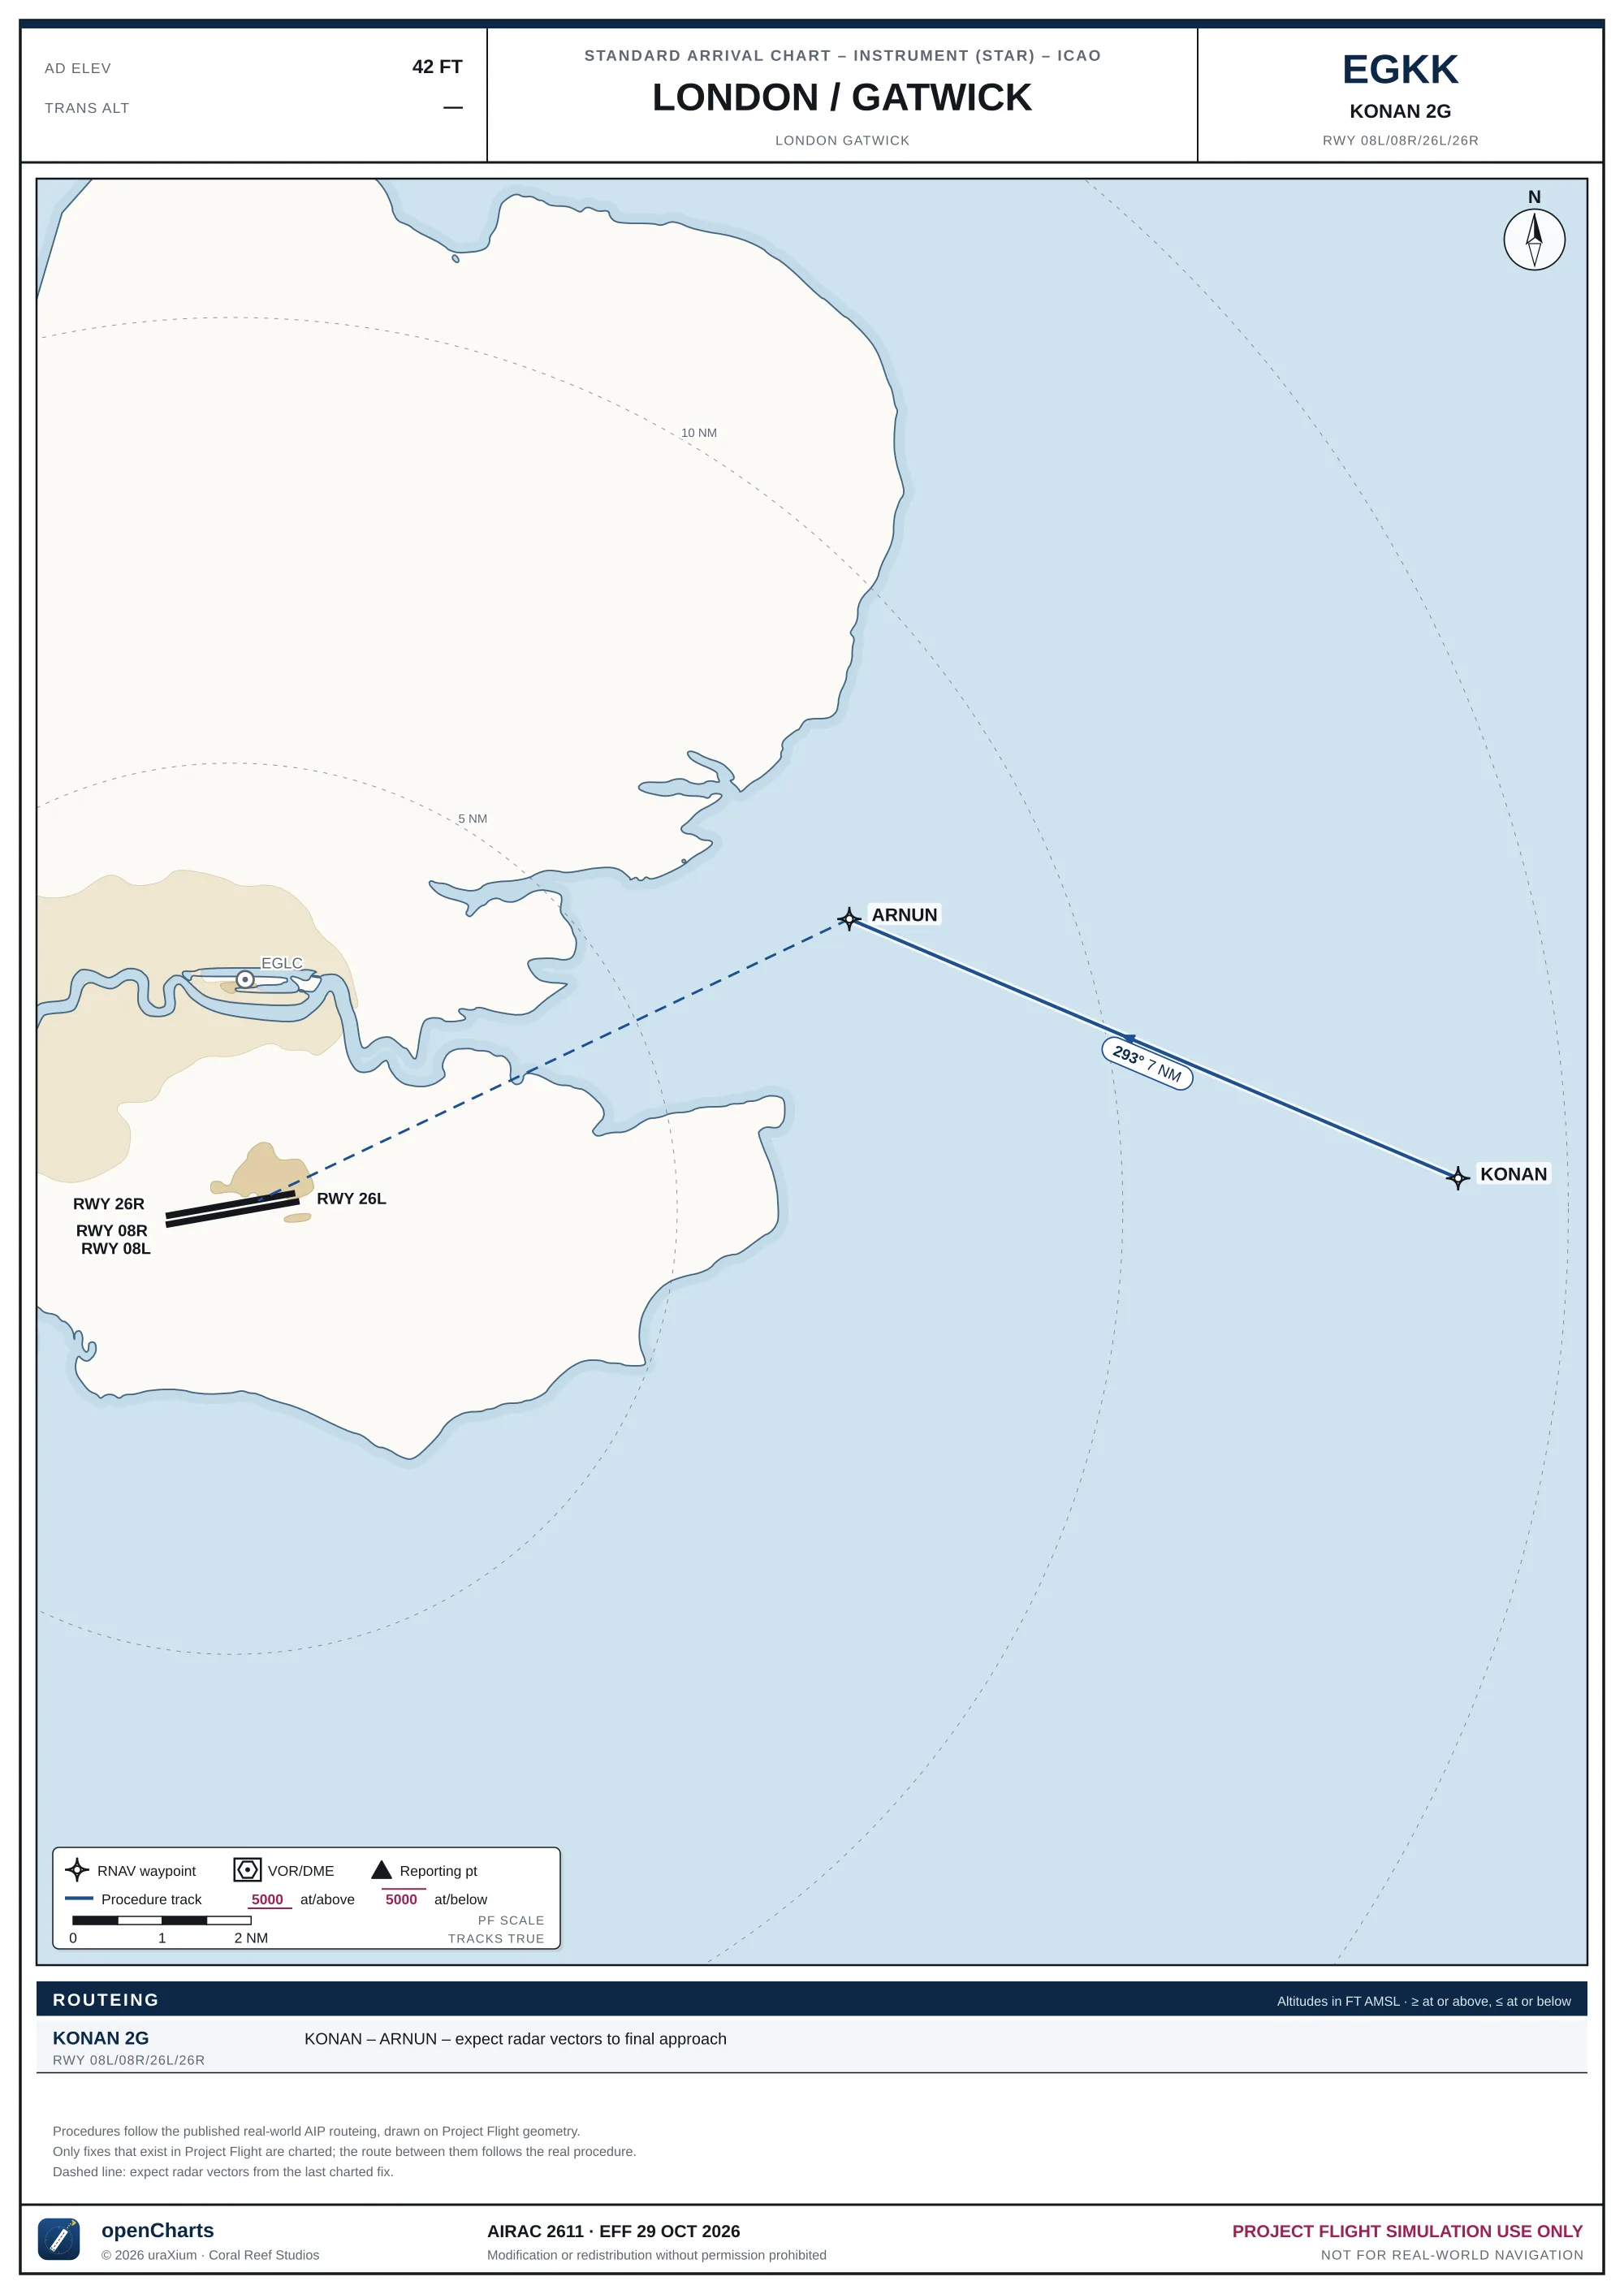 AD ELEV 42 FT
TRANS ALT —
STANDARD ARRIVAL CHART – INSTRUMENT (STAR) – ICAO
LONDON / GATWICK
LONDON GATWICK
EGKK
KONAN 2G
RWY 08L/08R/26L/26R
N
10 NM
5 NM
ARNUN
EGLC
293° 7 NM
KONAN
RWY 26R
RWY 26L
RWY 08R
RWY 08L
RNAV waypoint VOR/DME Reporting pt
Procedure track 5000 at/above 5000 at/below
PF SCALE
0 1 2 NM TRACKS TRUE
ROUTEING Altitudes in FT AMSL · ≥ at or above, ≤ at or below
KONAN 2G KONAN – ARNUN – expect radar vectors to final approach
RWY 08L/08R/26L/26R
Procedures follow the published real-world AIP routeing, drawn on Project Flight geometry.
Only fixes that exist in Project Flight are charted; the route between them follows the real procedure.
Dashed line: expect radar vectors from the last charted fix.
openCharts AIRAC 2611 · EFF 29 OCT 2026 PROJECT FLIGHT SIMULATION USE ONLY
© 2026 uraXium · Coral Reef Studios Modification or redistribution without permission prohibited NOT FOR REAL-WORLD NAVIGATION